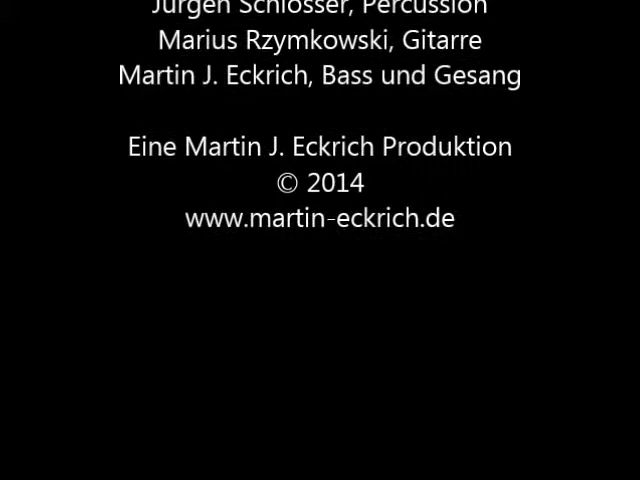 Jürgen Schlosser, Percussion
Marius Rzymkowski, Gitarre
Martin J. Eckrich, Bass und Gesang
Eine Martin J. Eckrich Produktion
© 2014
www.martin-eckrich.de